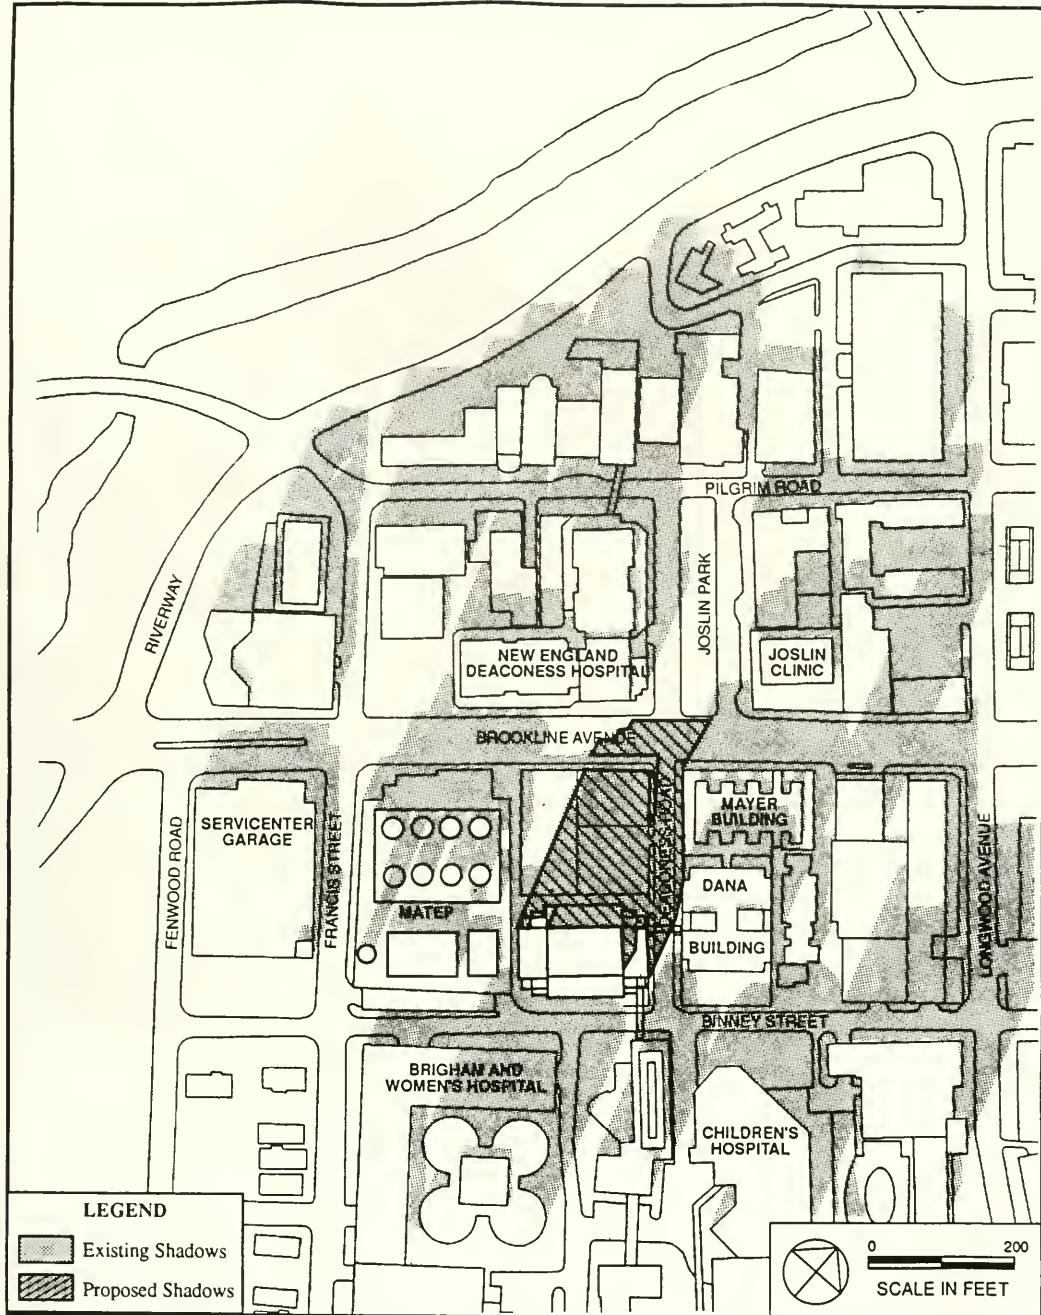 PILGRIM ROAD
RIVERWAY
JOSLIN PARK
NEW ENGLAND
DEACONESS HOSPITAL
JOSLIN
CLINIC
BROOKLINE AVENUE
FENWOOD ROAD
SERVICENTER
GARAGE
FRANCIS STREET
MATEP
DEACONESS ROAD
MAYER
BUILDING
DANA
BUILDING
LONGWOOD AVENUE
BINNEY STREET
BRIGHAM AND
WOMEN'S HOSPITAL
CHILDREN'S
HOSPITAL
LEGEND
Existing Shadows
Proposed Shadows
0 200
SCALE IN FEET